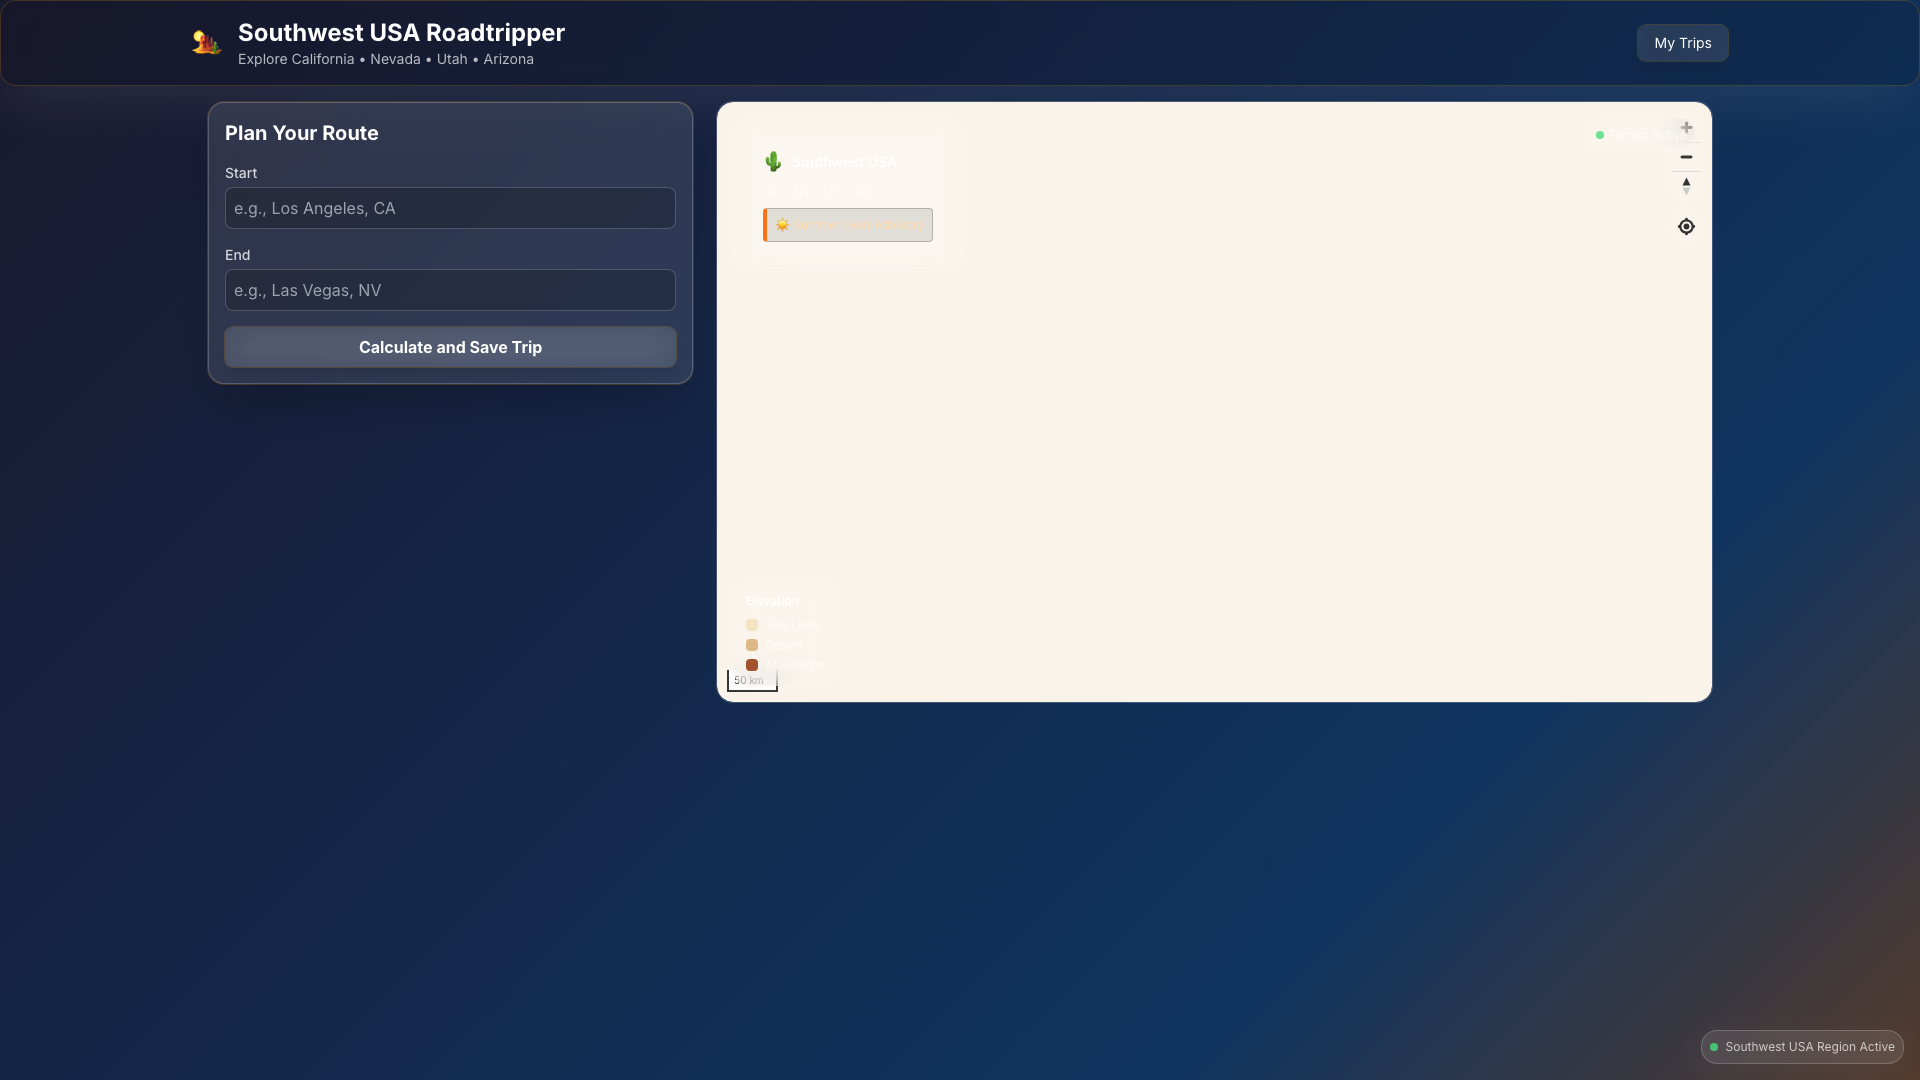 Southwest USA Roadtripper
Explore California • Nevada • Utah • Arizona
My Trips
Plan Your Route
Start
e.g., Los Angeles, CA
End
e.g., Las Vegas, NV
Calculate and Save Trip
Southwest USA
CA • NV • UT • AZ
Terrain Active
Elevation
Sea Level
Desert
Mountains
50 km
Southwest USA Region Active